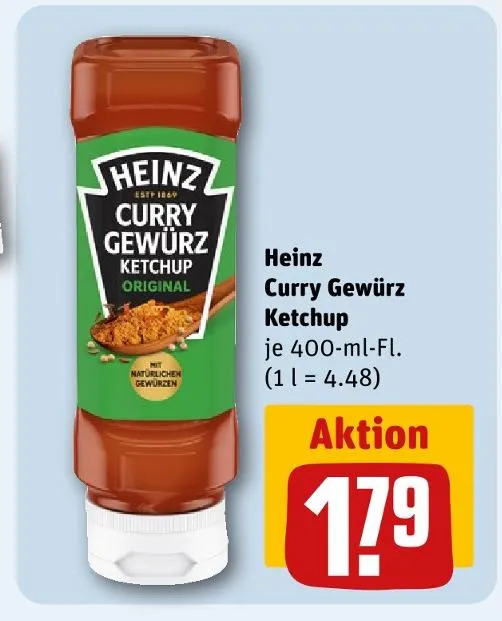 HEINZ
ESTD 1869
CURRY
GEWÜRZ
KETCHUP
ORIGINAL
MIT
NATÜRLICHEN
GEWÜRZEN
Heinz
Curry Gewürz
Ketchup
je 400-ml-Fl.
(1 l = 4.48)
Aktion
1.79